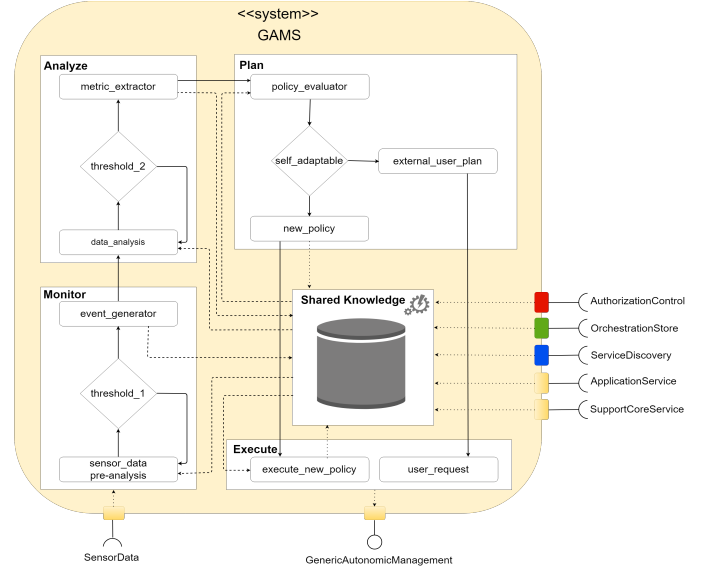 <<system>>
GAMS
Analyze
metric_extractor
threshold_2
data_analysis
Plan
policy_evaluator
self_adaptable
external_user_plan
new_policy
Monitor
event_generator
threshold_1
sensor_data
pre-analysis
Shared Knowledge
Execute
execute_new_policy
user_request
AuthorizationControl
OrchestrationStore
ServiceDiscovery
ApplicationService
SupportCoreService
SensorData
GenericAutonomicManagement